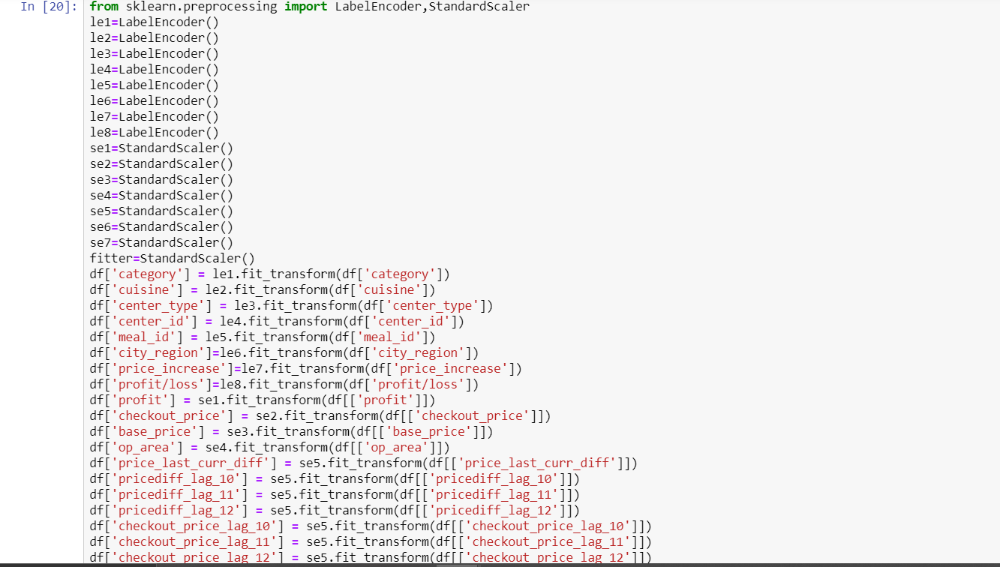 In [20]: from sklearn.preprocessing import LabelEncoder,StandardScaler
le1=LabelEncoder()
le2=LabelEncoder()
le3=LabelEncoder()
le4=LabelEncoder()
le5=LabelEncoder()
le6=LabelEncoder()
le7=LabelEncoder()
le8=LabelEncoder()
se1=StandardScaler()
se2=StandardScaler()
se3=StandardScaler()
se4=StandardScaler()
se5=StandardScaler()
se6=StandardScaler()
se7=StandardScaler()
fitter=StandardScaler()
df['category'] = le1.fit_transform(df['category'])
df['cuisine'] = le2.fit_transform(df['cuisine'])
df['center_type'] = le3.fit_transform(df['center_type'])
df['center_id'] = le4.fit_transform(df['center_id'])
df['meal_id'] = le5.fit_transform(df['meal_id'])
df['city_region']=le6.fit_transform(df['city_region'])
df['price_increase']=le7.fit_transform(df['price_increase'])
df['profit/loss']=le8.fit_transform(df['profit/loss'])
df['profit'] = se1.fit_transform(df[['profit']])
df['checkout_price'] = se2.fit_transform(df[['checkout_price']])
df['base_price'] = se3.fit_transform(df[['base_price']])
df['op_area'] = se4.fit_transform(df[['op_area']])
df['price_last_curr_diff'] = se5.fit_transform(df[['price_last_curr_diff']])
df['pricediff_lag_10'] = se5.fit_transform(df[['pricediff_lag_10']])
df['pricediff_lag_11'] = se5.fit_transform(df[['pricediff_lag_11']])
df['pricediff_lag_12'] = se5.fit_transform(df[['pricediff_lag_12']])
df['checkout_price_lag_10'] = se5.fit_transform(df[['checkout_price_lag_10']])
df['checkout_price_lag_11'] = se5.fit_transform(df[['checkout_price_lag_11']])
df['checkout_price_lag_12'] = se5.fit_transform(df[['checkout_price_lag_12']])